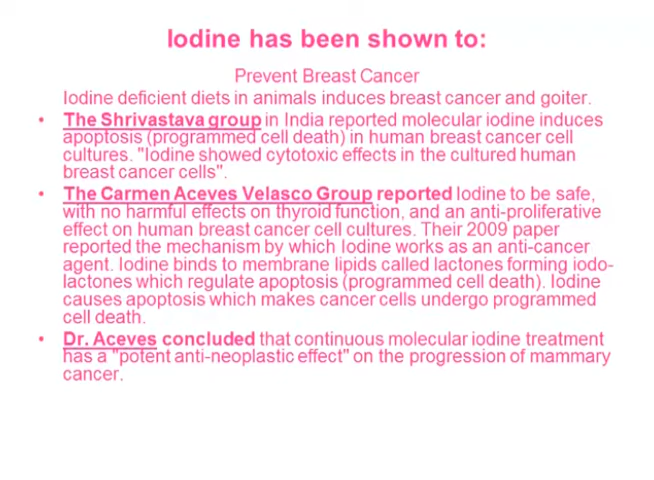 Iodine has been shown to:
Prevent Breast Cancer
Iodine deficient diets in animals induces breast cancer and goiter.
• The Shrivastava group in India reported molecular iodine induces
apoptosis (programmed cell death) in human breast cancer cell
cultures. "Iodine showed cytotoxic effects in the cultured human
breast cancer cells".
• The Carmen Aceves Velasco Group reported Iodine to be safe,
with no harmful effects on thyroid function, and an anti-proliferative
effect on human breast cancer cell cultures. Their 2009 paper
reported the mechanism by which Iodine works as an anti-cancer
agent. Iodine binds to membrane lipids called lactones forming iodo-
lactones which regulate apoptosis (programmed cell death). Iodine
causes apoptosis which makes cancer cells undergo programmed
cell death.
• Dr. Aceves concluded that continuous molecular iodine treatment
has a "potent anti-neoplastic effect" on the progression of mammary
cancer.